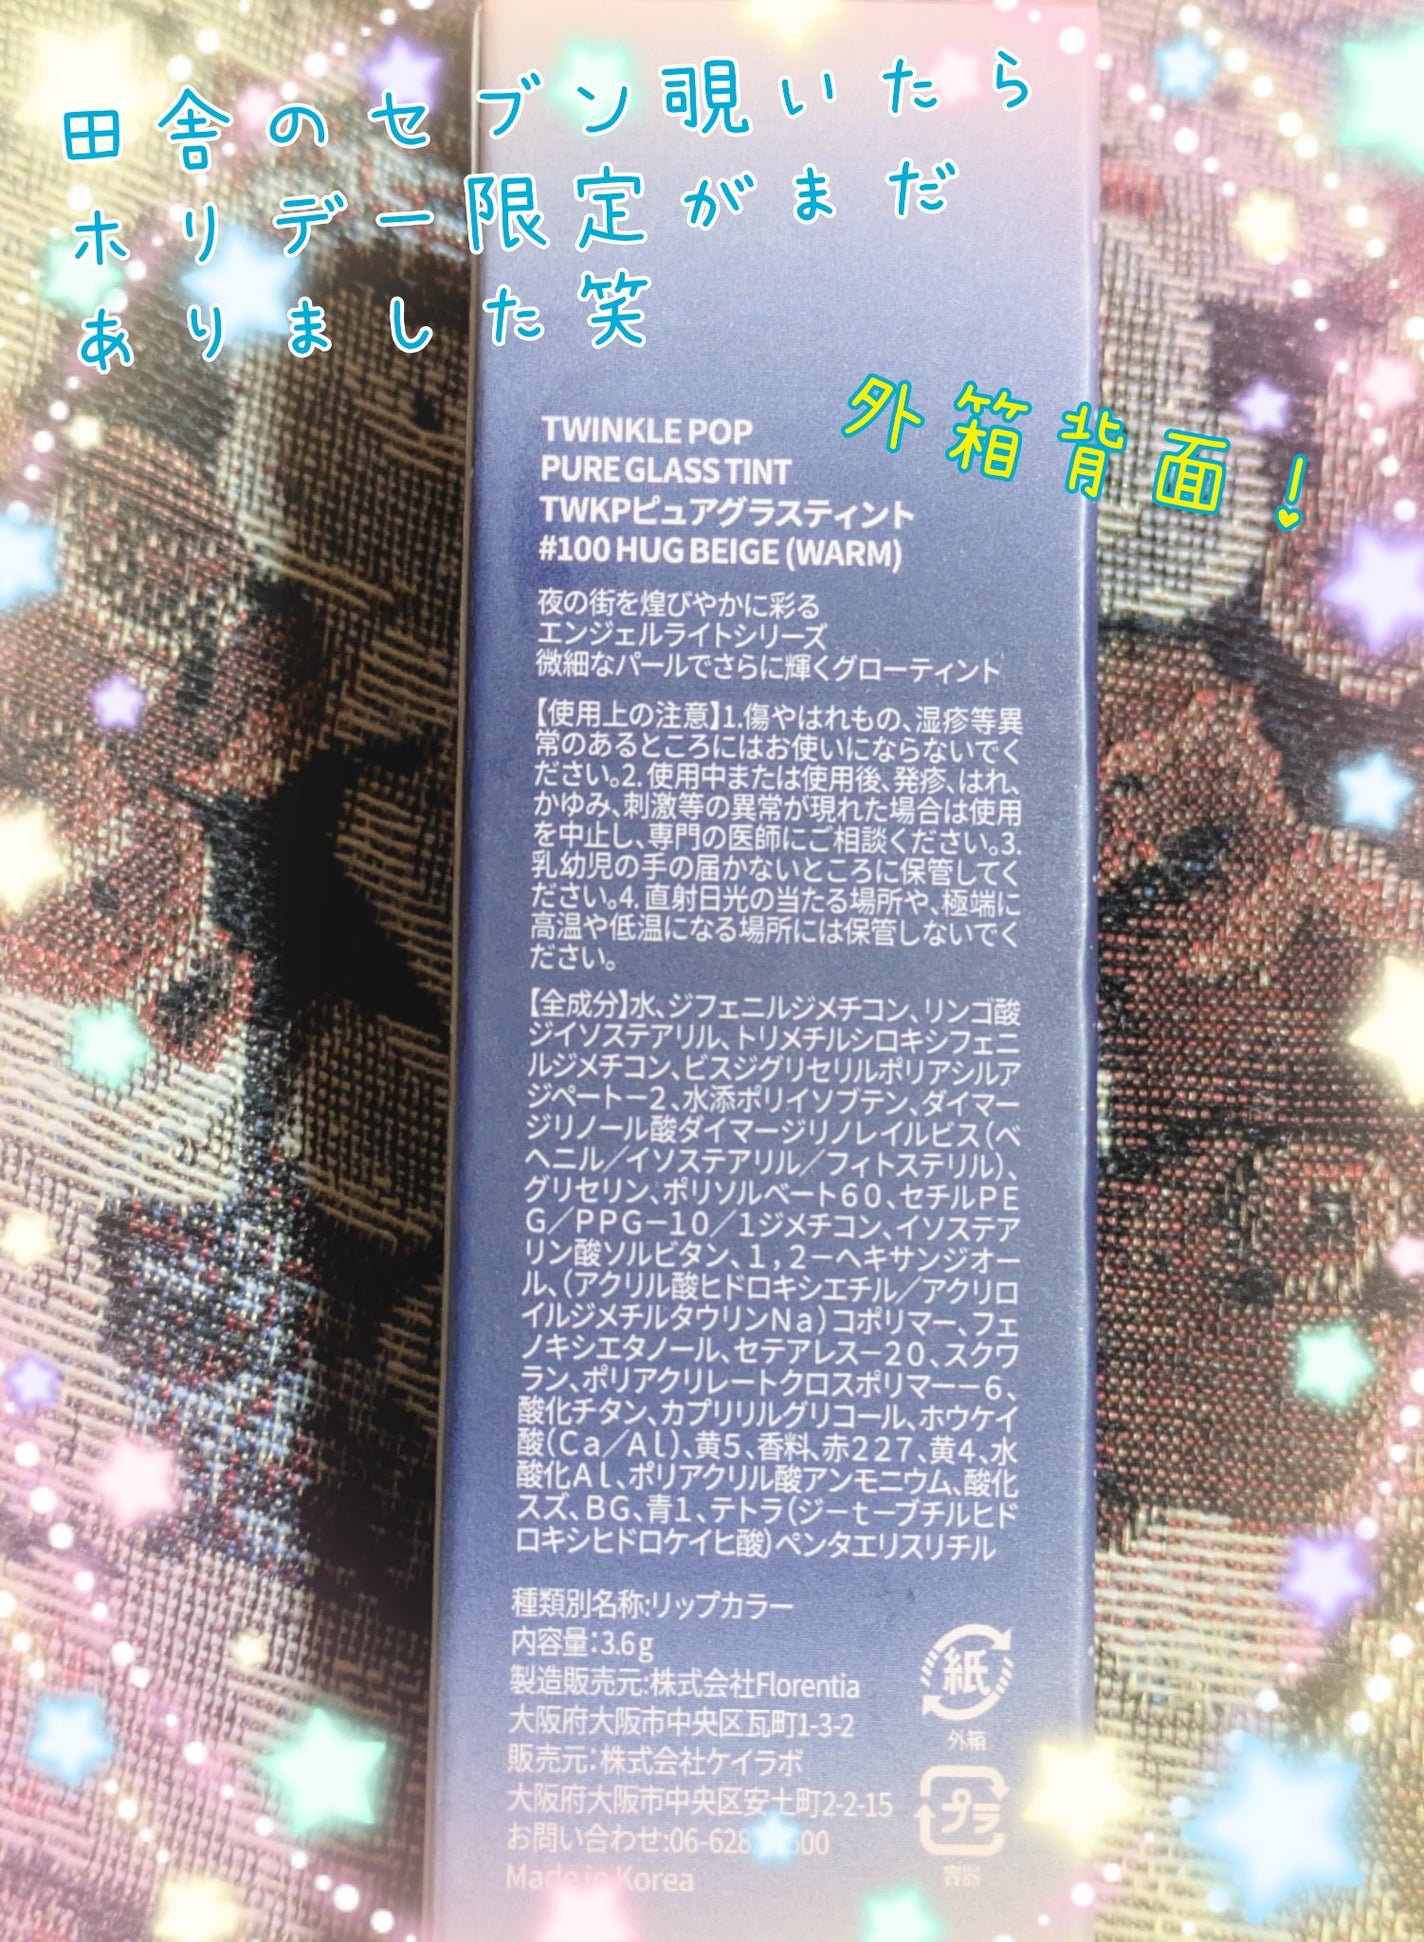 田舎のセブン覗いたら
ホリデー限定がまだ
ありました笑
外箱背面!
TWINKLE POP
PURE GLASS TINT
TWKPピュアグラスティント
#100 HUG BEIGE (WARM)
夜の街を煌びやかに彩る
エンジェルライトシリーズ
微細なパールでさらに輝くグローティント
【使用上の注意】1.傷やはれもの、湿疹等異
常のあるところにはお使いにならないでく
ださい。2. 使用中または使用後、発疹、はれ、
かゆみ、刺激等の異常が現れた場合は使用
を中止し、専門の医師にご相談ください。3.
乳幼児の手の届かないところに保管してく
ださい。4. 直射日光の当たる場所や、極端に
高温や低温になる場所には保管しないでく
ださい。
【全成分】水、ジフェニルジメチコン、リンゴ酸
ジイソステアリル、トリメチルシロキシフェニ
ルジメチコン、ビスジグリセリルポリアシルア
ジペート－２、水添ポリイソブテン、ダイマー
ジリノール酸ダイマージリノレイルビス（ベ
ヘニル／イソステアリル／フィトステリル）、
グリセリン、ポリソルベート６０、セチルＰＥ
Ｇ／ＰＰＧ－１０／１ジメチコン、イソステア
リン酸ソルビタン、１，２－ヘキサンジオー
ル、（アクリル酸ヒドロキシエチル／アクリロ
イルジメチルタウリンＮａ）コポリマー、フェ
ノキシエタノール、セテアレス－２０、スクワ
ラン、ポリアクリレートクロスポリマー－６、
酸化チタン、カプリリルグリコール、ホウケイ
酸（Ｃａ／Ａｌ）、黄５、香料、赤２２７、黄４、水
酸化Ａｌ、ポリアクリル酸アンモニウム、酸化
スズ、ＢＧ、青１、テトラ（ジ－ｔ－ブチルヒド
ロキシヒドロケイヒ酸）ペンタエリスリチル
種類別名称:リップカラー
内容量：3.6g
製造販売元:株式会社Florentia
大阪府大阪市中央区瓦町1-3-2
販売元：株式会社ケイラボ
大阪府大阪市中央区安土町2-2-15
お問い合わせ:06-628
Made in Korea
紙
外箱
プラ
容器